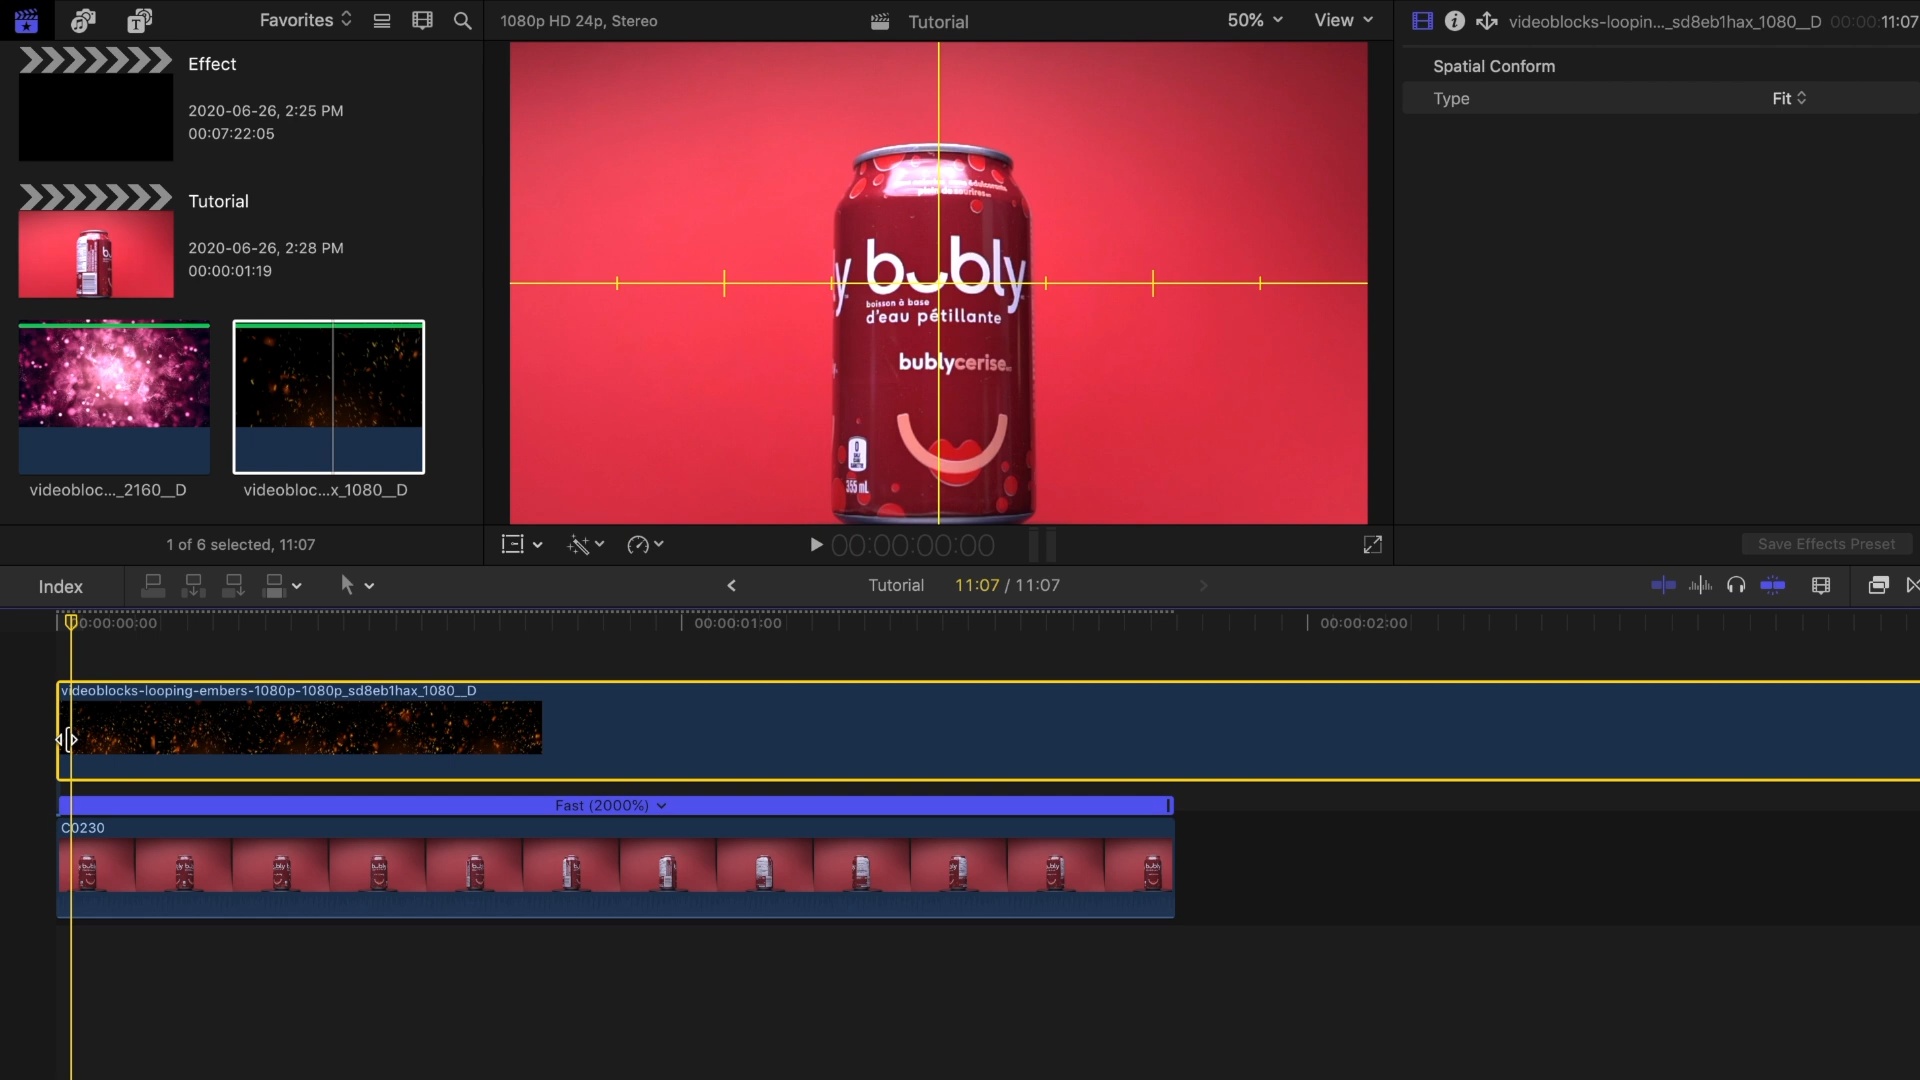 Favorites
1080p HD 24p, Stereo
Tutorial
50%
View
videoblocks-loopin..._sd8eb1hax_1080__D
00:00:11:07
Effect
2020-06-26, 2:25 PM
00:07:22:05
Tutorial
2020-06-26, 2:28 PM
00:00:01:19
videobloc..._2160__D
videobloc...x_1080__D
1 of 6 selected, 11:07
Spatial Conform
Type
Fit
bubly
boisson à base
d'eau pétillante
bublycerise
355 mL
00:00:00:00
Save Effects Preset
Index
Tutorial
11:07 / 11:07
00:00:00:00
00:00:01:00
00:00:02:00
videoblocks-looping-embers-1080p-1080p_sd8eb1hax_1080__D
Fast (2000%)
C0230